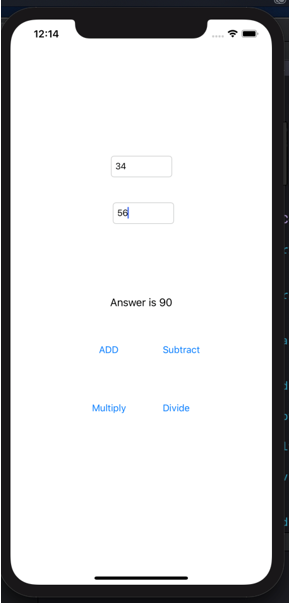 12:14
34
56
Answer is 90
ADD Subtract
Multiply Divide